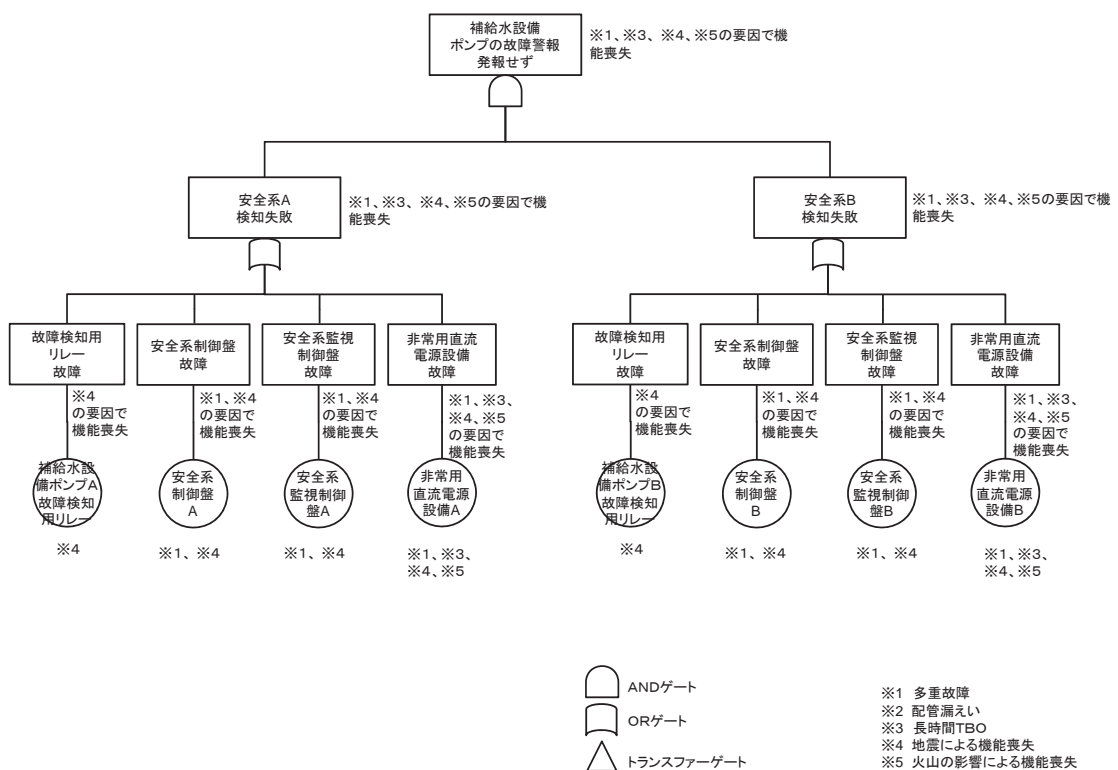 補給水設備
ポンプの故障警報
発報せず
※1、※3、※4、※5の要因で機
能喪失
安全系A
検知失敗
※1、※3、※4、※5の要因で機
能喪失
安全系B
検知失敗
※1、※3、※4、※5の要因で機
能喪失
故障検知用
リレー
故障
安全系制御盤
故障
安全系監視
制御盤
故障
非常用直流
電源設備
故障
故障検知用
リレー
故障
安全系制御盤
故障
安全系監視
制御盤
故障
非常用直流
電源設備
故障
※4
の要因で
機能喪失
※1、※4
の要因で
機能喪失
※1、※4
の要因で
機能喪失
※1、※3、
※4、※5
の要因で
機能喪失
※4
の要因で
機能喪失
※1、※4
の要因で
機能喪失
※1、※4
の要因で
機能喪失
※1、※3、
※4、※5
の要因で
機能喪失
補給水設
備ポンプA
故障検知
用リレー
安全系
制御盤
A
安全系
監視制御
盤A
非常用
直流電源
設備A
補給水設
備ポンプB
故障検知
用リレー
安全系
制御盤
B
安全系
監視制御
盤B
非常用
直流電源
設備B
※4
※1、※4
※1、※4
※1、※3、
※4、※5
※4
※1、※4
※1、※4
※1、※3、
※4、※5
ANDゲート
ORゲート
トランスファーゲート
※1 多重故障
※2 配管漏えい
※3 長時間TBO
※4 地震による機能喪失
※5 火山の影響による機能喪失